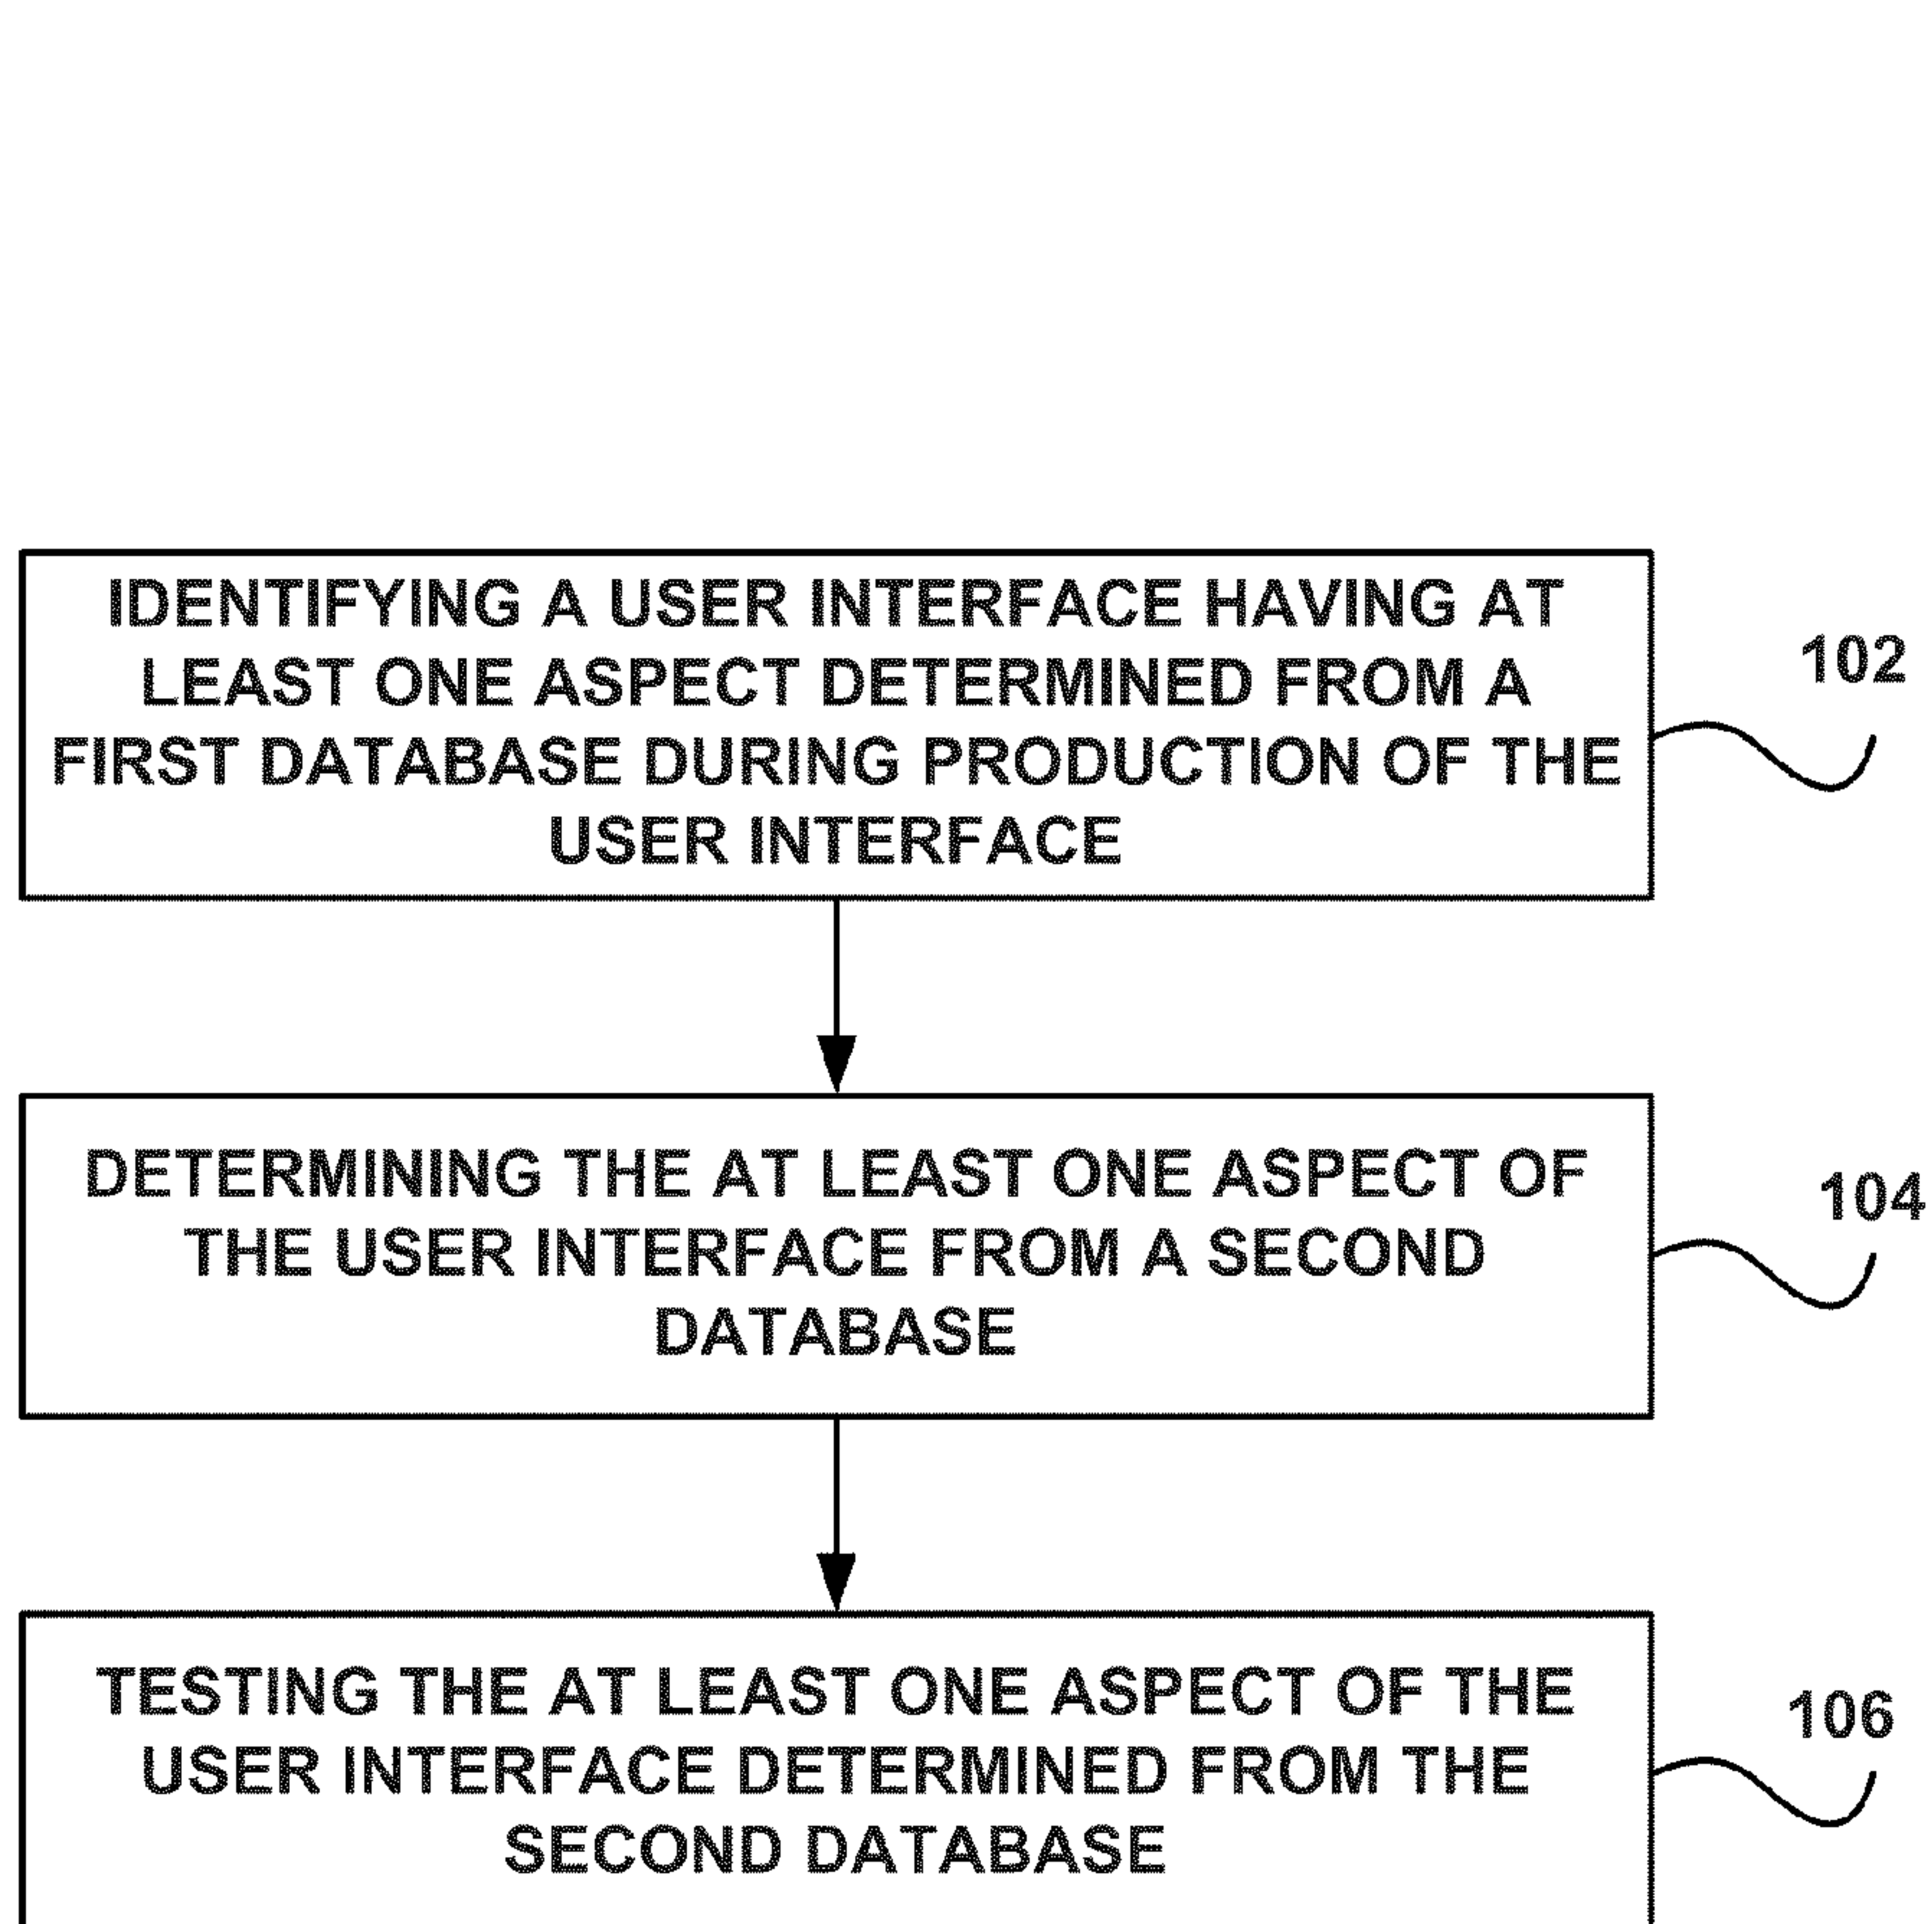 IDENTIFYING A USER INTERFACE HAVING AT
LEAST ONE ASPECT DETERMINED FROM A
FIRST DATABASE DURING PRODUCTION OF THE
USER INTERFACE
102
DETERMINING THE AT LEAST ONE ASPECT OF
THE USER INTERFACE FROM A SECOND
DATABASE
104
TESTING THE AT LEAST ONE ASPECT OF THE
USER INTERFACE DETERMINED FROM THE
SECOND DATABASE
106